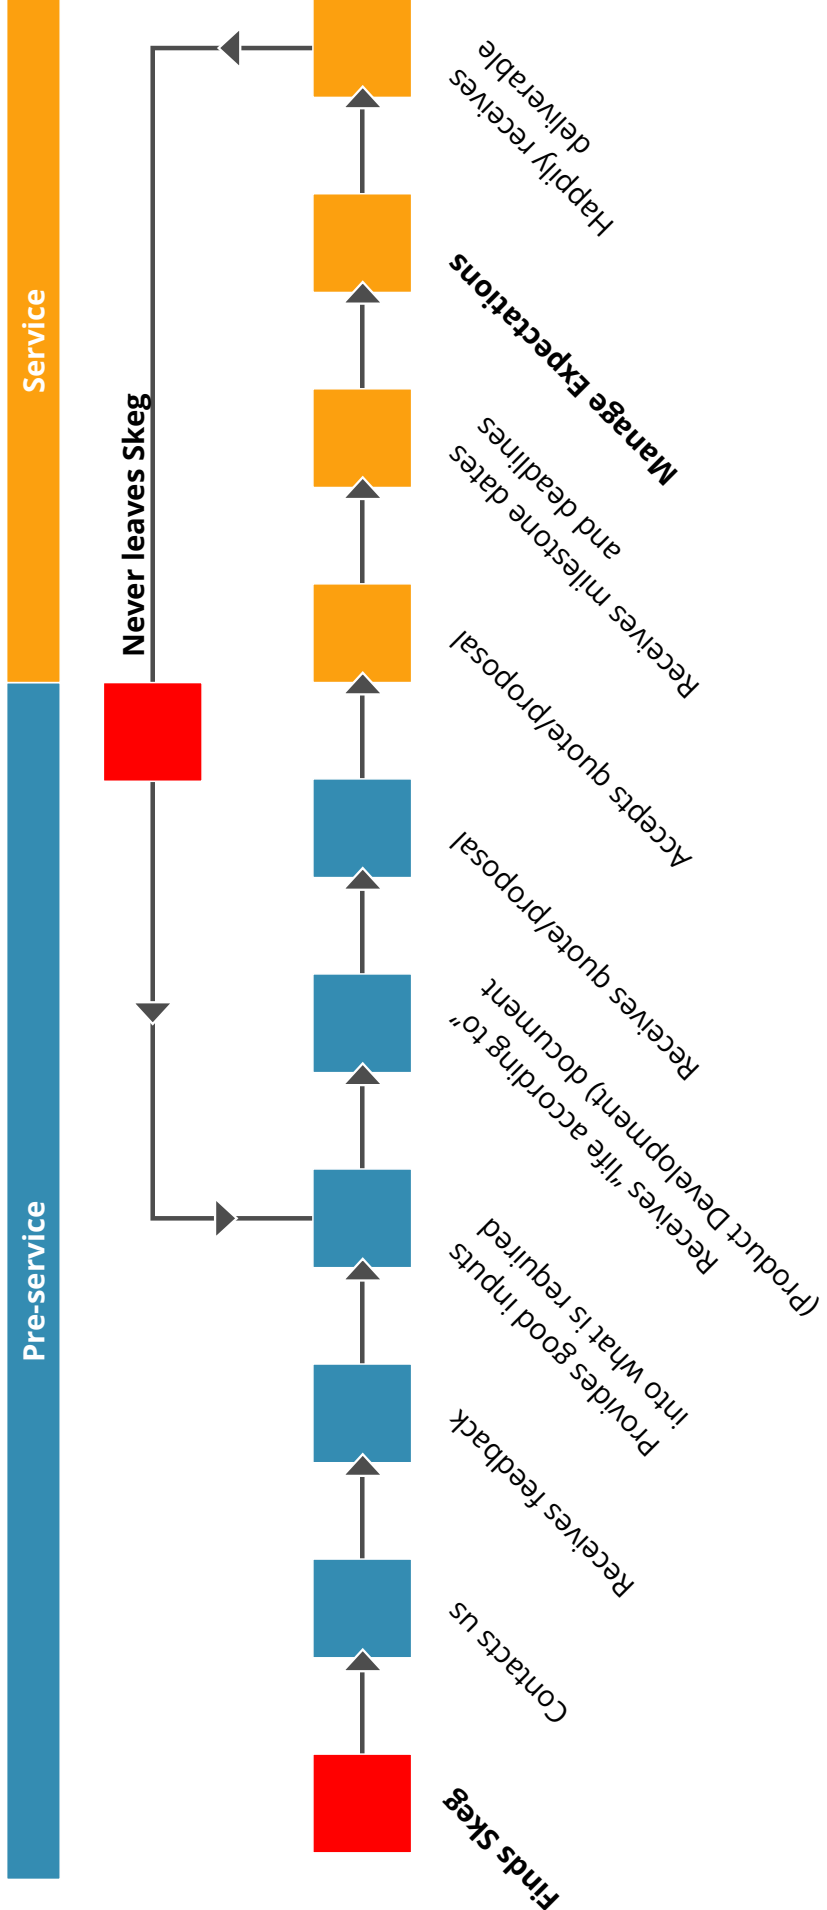 Pre-service
Service
Never leaves Skeg
Finds Skeg
Contacts us
Receives feedback
Provides good inputs
into what is required
Receives “life according to”
(Product Development) document
Receives quote/proposal
Accepts quote/proposal
Receives milestone dates
and deadlines
Manage Expectations
Happily receives
deliverable